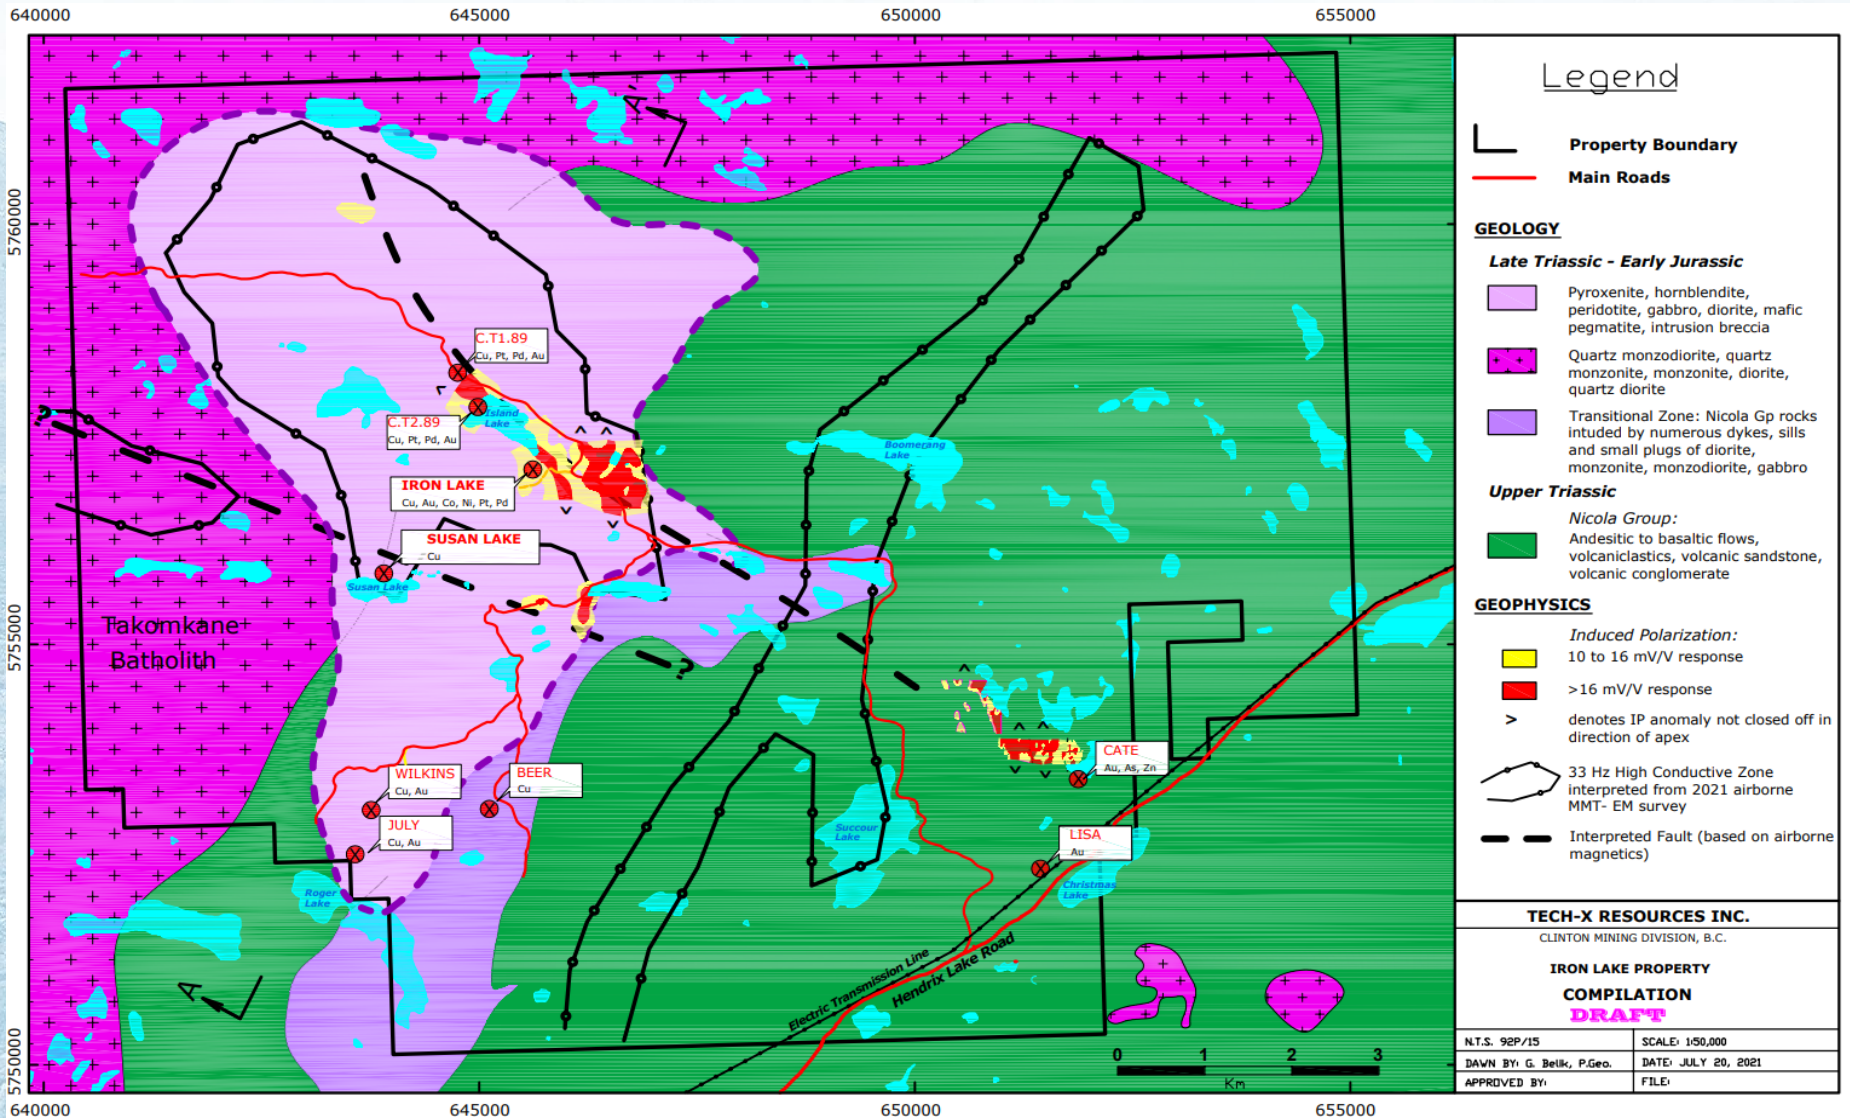 640000
645000
650000
655000
5760000
5775000
5750000
A'
C.T1.89
Cu, Pt, Pd, Au
C.T2.89
Cu, Pt, Pd, Au
Island
Lake
IRON LAKE
Cu, Au, Co, Ni, Pt, Pd
SUSAN LAKE
Cu
Susan Lake
Boomerang
Lake
?
?
Takomkane
Batholith
WILKINS
Cu, Au
BEER
Cu
JULY
Cu, Au
CATE
Au, As, Zn
LISA
Au
Succour
Lake
Christmas
Lake
Roger
Lake
A
Electric Transmission Line
Hendrix Lake Road
0 1 2 3
Km
640000
645000
650000
655000
Legend
Property Boundary
Main Roads
GEOLOGY
Late Triassic - Early Jurassic
Pyroxenite, hornblendite,
peridotite, gabbro, diorite, mafic
pegmatite, intrusion breccia
Quartz monzodiorite, quartz
monzonite, monzonite, diorite,
quartz diorite
Transitional Zone: Nicola Gp rocks
intuded by numerous dykes, sills
and small plugs of diorite,
monzonite, monzodiorite, gabbro
Upper Triassic
Nicola Group:
Andesitic to basaltic flows,
volcaniclastics, volcanic sandstone,
volcanic conglomerate
GEOPHYSICS
Induced Polarization:
10 to 16 mV/V response
>16 mV/V response
> denotes IP anomaly not closed off in
direction of apex
33 Hz High Conductive Zone
interpreted from 2021 airborne
MMT- EM survey
Interpreted Fault (based on airborne
magnetics)
TECH-X RESOURCES INC.
CLINTON MINING DIVISION, B.C.
IRON LAKE PROPERTY
COMPILATION
DRAFT
N.T.S. 92P/15
SCALE: 1:50,000
DAWN BY: G. Belik, P.Geo.
DATE: JULY 20, 2021
APPROVED BY:
FILE: